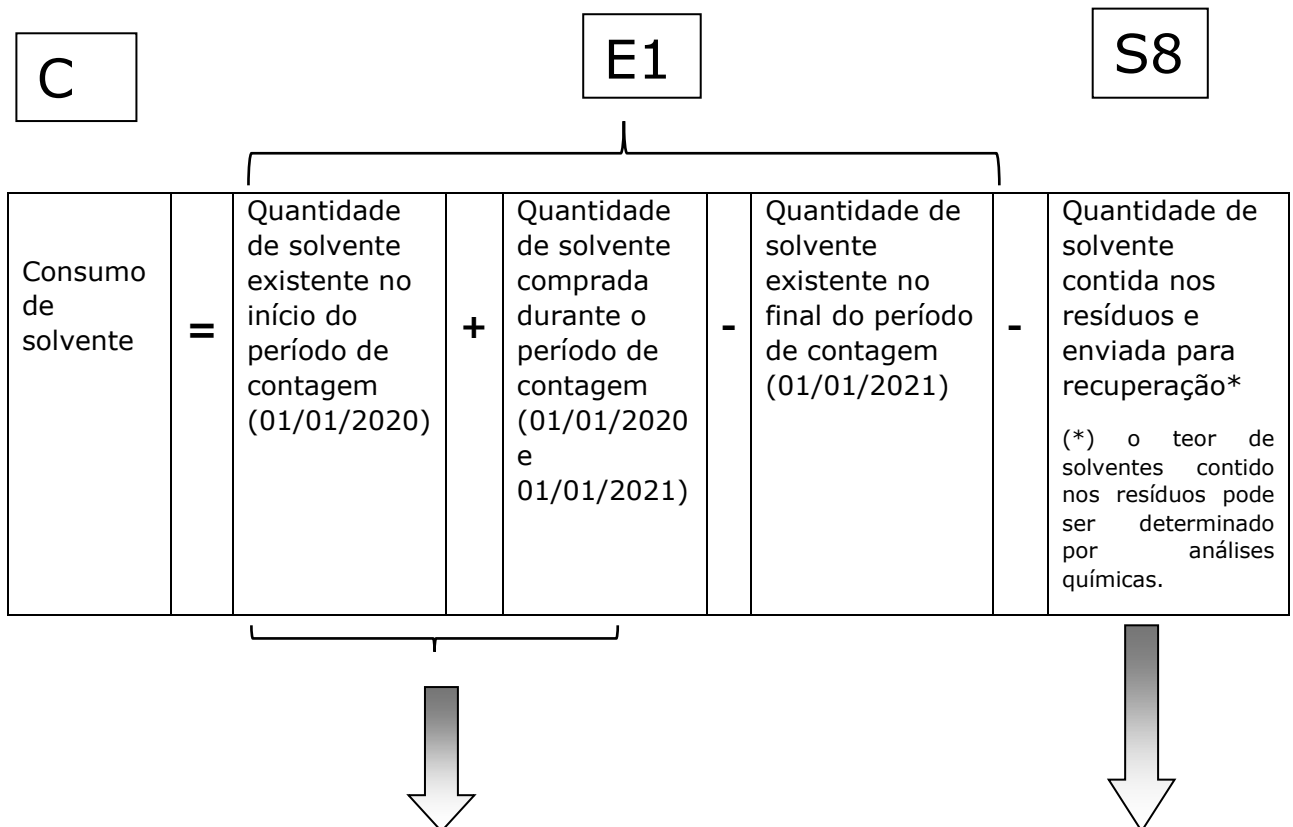 C
E1
S8
Consumo
de
solvente
=
Quantidade
de solvente
existente no
início do
período de
contagem
(01/01/2020)
+
Quantidade
de solvente
comprada
durante o
período de
contagem
(01/01/2020
e
01/01/2021)
-
Quantidade de
solvente
existente no
final do período
de contagem
(01/01/2021)
-
Quantidade de
solvente
contida nos
resíduos e
enviada para
recuperação*
(*) o teor de
solventes contido
nos resíduos pode
ser determinado
por análises
químicas.